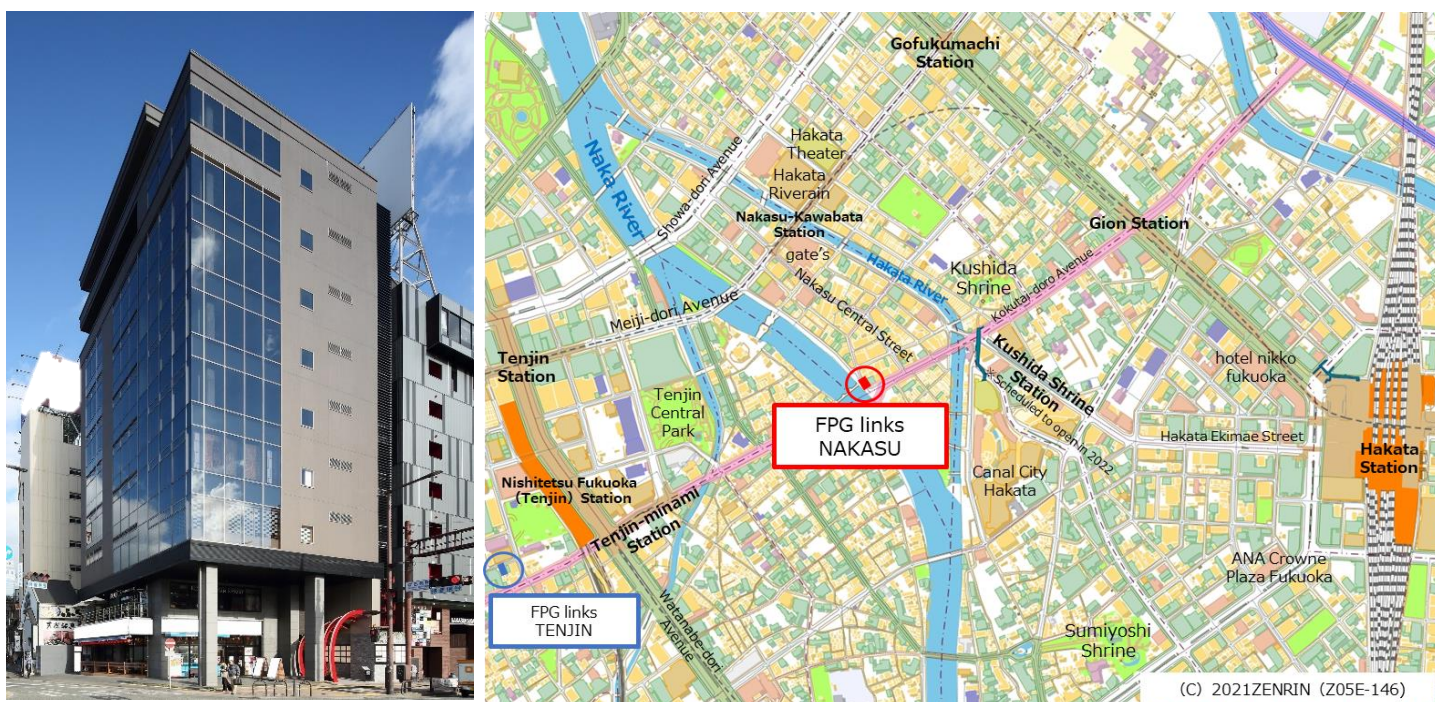 Gofukumachi
Station
Hakata
Theater
Hakata
Riverain
Naka River
Showa-dori Avenue
Nakasu-Kawabata
Station
gate's
Gion Station
Hakata River
Kushida
Shrine
Kokutai-doro Avenue
Nakasu Central Street
Meiji-dori Avenue
Tenjin
Station
Kushida Shrine
Station
※Scheduled to open in 2022
hotel nikko
fukuoka
Tenjin
Central
Park
FPG links
NAKASU
Hakata Ekimae Street
Hakata
Station
Canal City
Hakata
Nishitetsu Fukuoka
(Tenjin) Station
Tenjin-minami
Station
ANA Crowne
Plaza Fukuoka
FPG links
TENJIN
Watanabe-dori
Avenue
Sumiyoshi
Shrine
(C) 2021ZENRIN (Z05E-146)